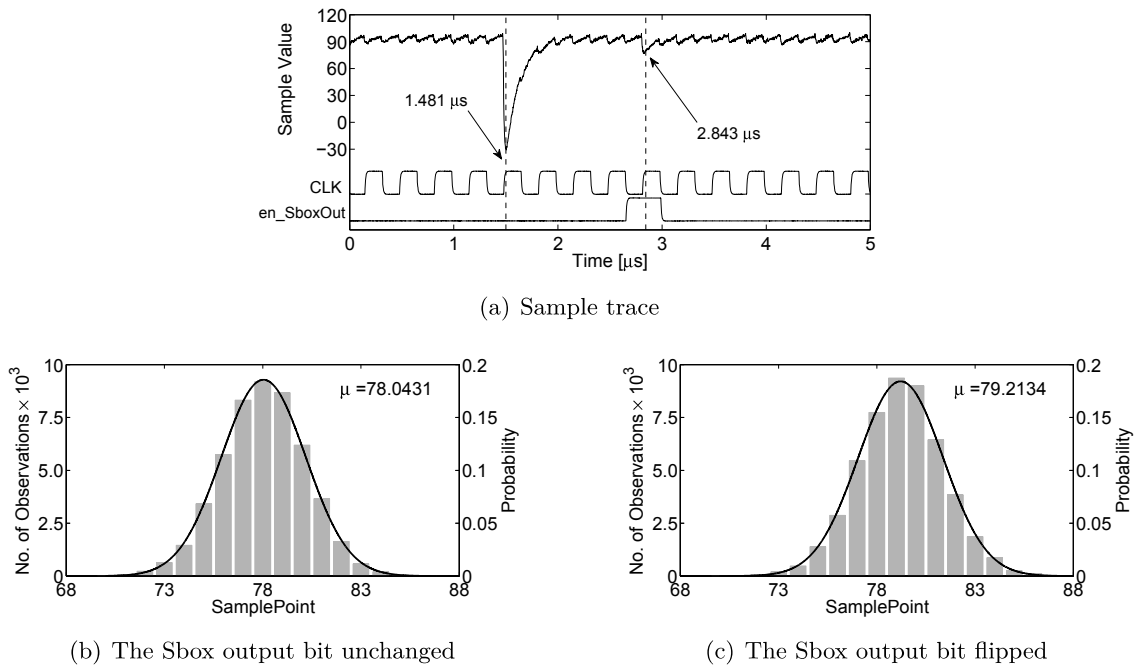 120
90
60
30
0
−30
Sample Value
1.481 μs
2.843 μs
CLK
en_SboxOut
0 1 2 3 4 5
Time [μs]
(a) Sample trace
10
7.5
5.0
2.5
0
No. of Observations × 10³
μ =78.0431
0.2
0.15
0.1
0.05
0
Probability
68 73 78 83 88
SamplePoint
(b) The Sbox output bit unchanged
10
7.5
5.0
2.5
0
No. of Observations × 10³
μ =79.2134
0.2
0.15
0.1
0.05
0
Probability
68 73 78 83 88
SamplePoint
(c) The Sbox output bit flipped